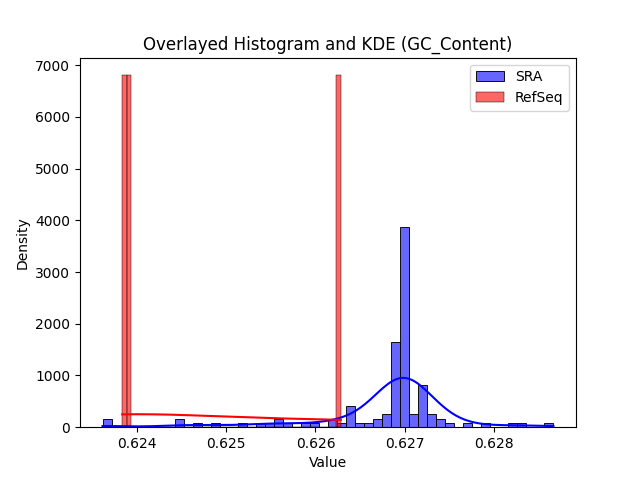 Overlayed Histogram and KDE (GC_Content)
SRA
RefSeq
7000
6000
5000
4000
3000
2000
1000
0
Density
0.624 0.625 0.626 0.627 0.628
Value